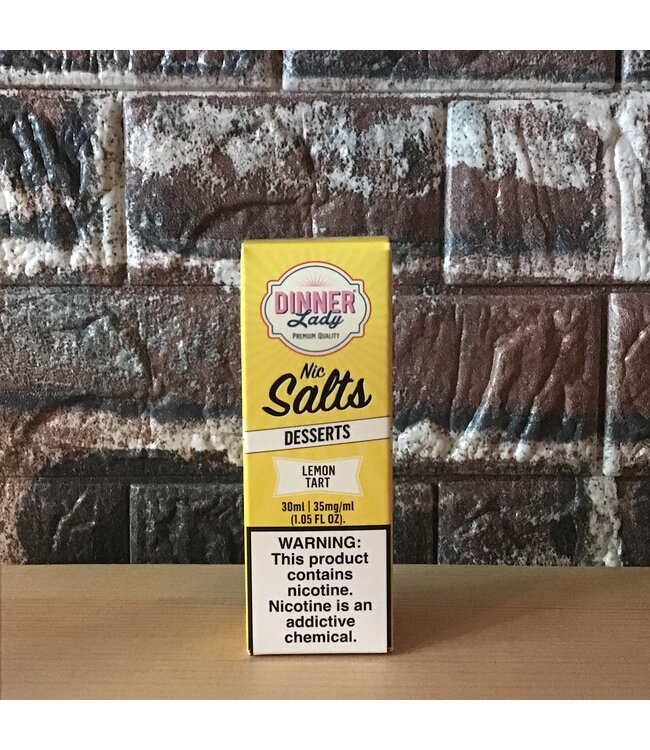 DINNER
Lady
PREMIUM QUALITY
Nic
Salts
DESSERTS
LEMON
TART
30ml | 35mg/ml
(1.05 FL OZ).
WARNING:
This product
contains
nicotine.
Nicotine is an
addictive
chemical.